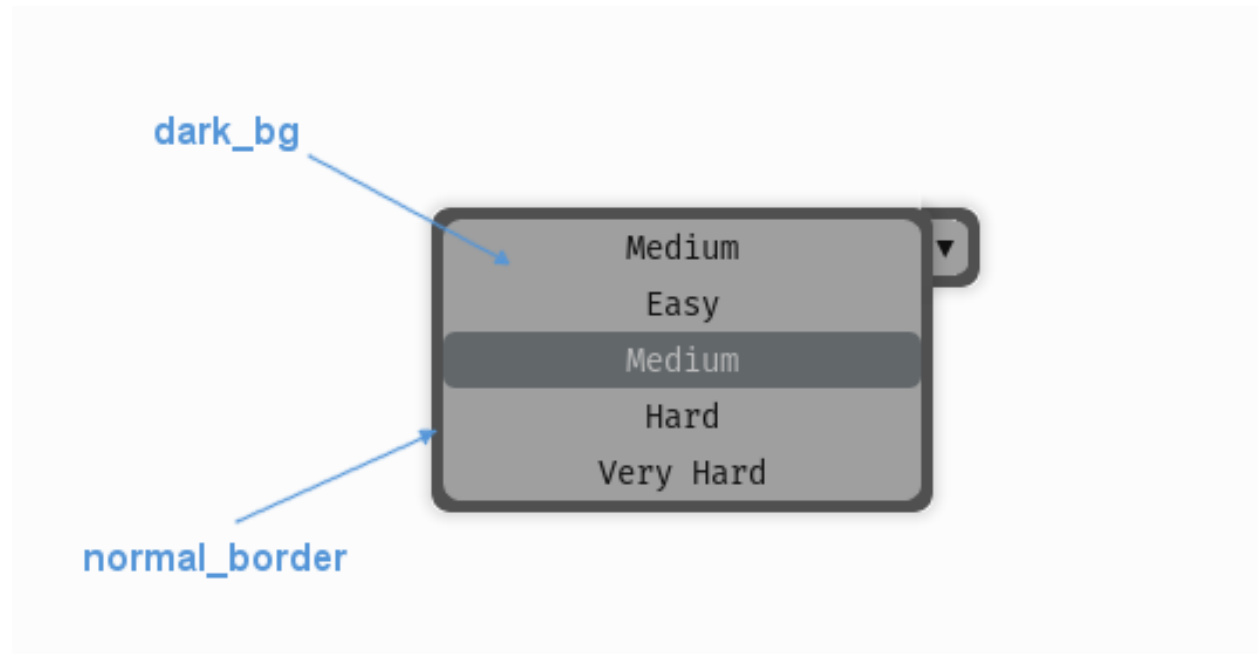 dark_bg
Medium ▼
Easy
Medium
Hard
Very Hard
normal_border